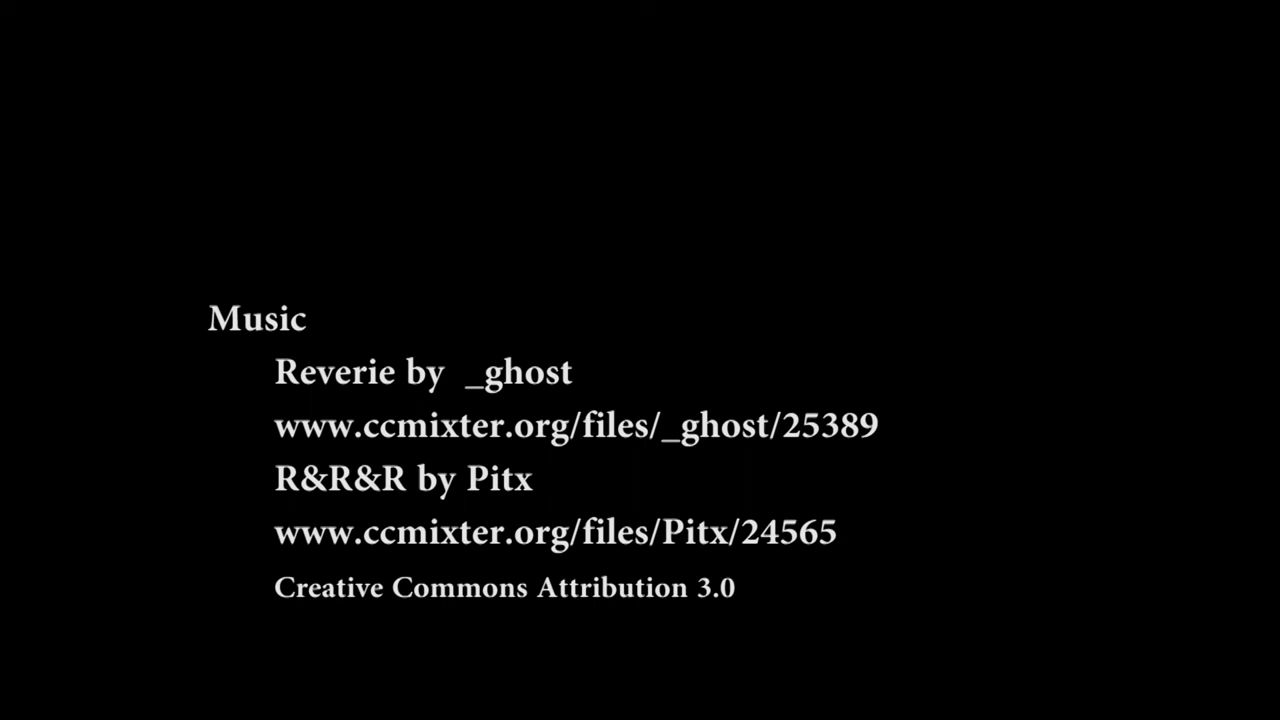 Music
Reverie by _ghost
www.ccmixter.org/files/_ghost/25389
R&R&R by Pitx
www.ccmixter.org/files/Pitx/24565
Creative Commons Attribution 3.0